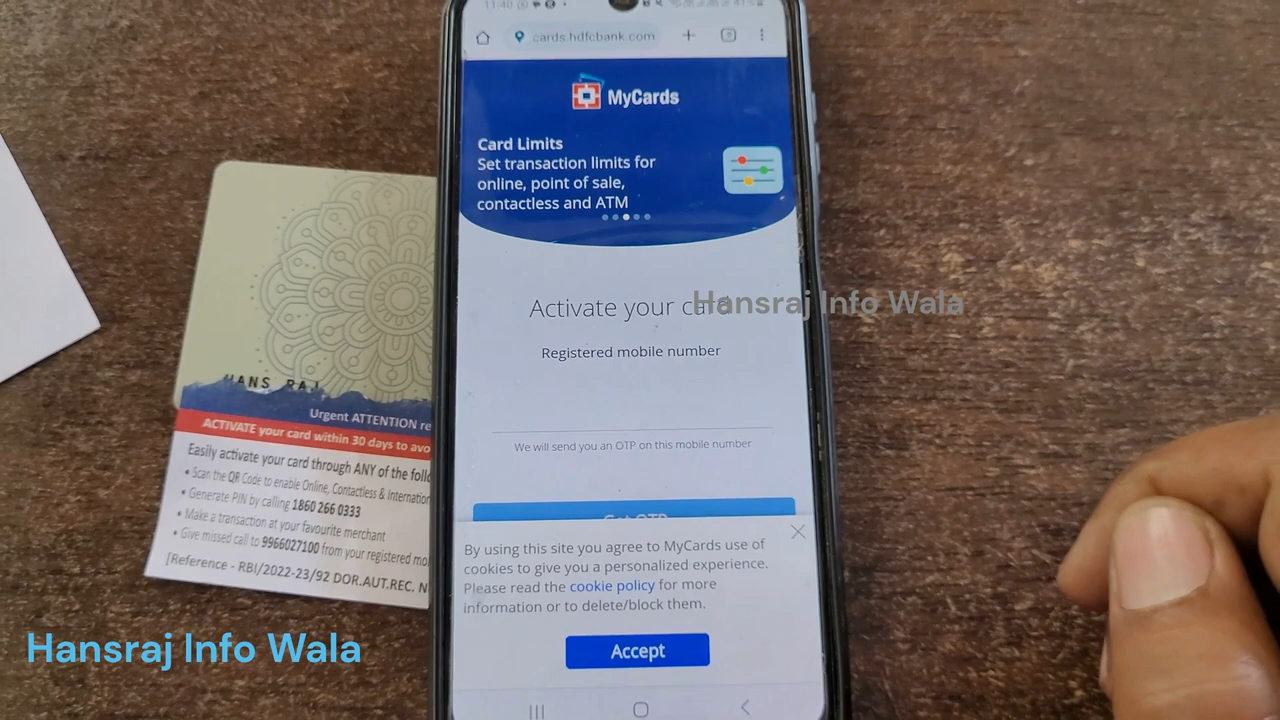 11:40
cards.hdfcbank.com
MyCards
Card Limits
Set transaction limits for
online, point of sale,
contactless and ATM
Activate your card
Hansraj Info Wala
Registered mobile number
We will send you an OTP on this mobile number
Get OTP
By using this site you agree to MyCards use of
cookies to give you a personalized experience.
Please read the cookie policy for more
information or to delete/block them.
Accept
HANS RAJ
Urgent ATTENTION
ACTIVATE your card within 30 days to
Easily activate your card through ANY of the
• Scan the QR Code to enable Online, Contactless &
• Generate PIN by calling 1860 266 0333
• Make a transaction at your favourite merchant
• Give missed call to 9966027100 from your registered
[Reference - RBI/2022-23/92 DOR.AUT.REC.
Hansraj Info Wala